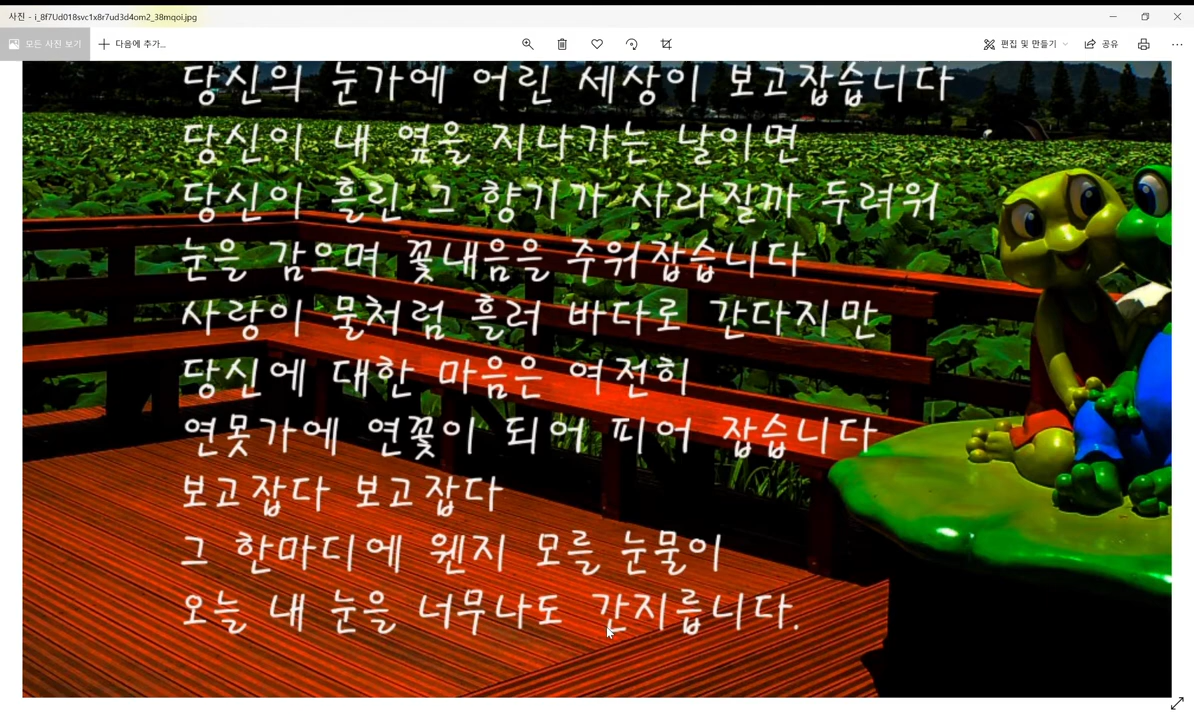 사진 - i_8f7Ud018svc1x8r7ud3d4om2_38mqoi.jpg
모든 사진 보기
다음에 추가...
편집 및 만들기
공유
당신의 눈가에 어린 세상이 보고잡습니다
당신이 내 옆을 지나가는 날이면
당신이 흘린 그 향기가 사라질까 두려워
눈을 감으며 꽃내음을 주워잡습니다
사랑이 물처럼 흘러 바다로 간다지만
당신에 대한 마음은 여전히
연못가에 연꽃이 되어 피어 잡습니다
보고잡다 보고잡다
그 한마디에 웬지 모를 눈물이
오늘 내 눈을 너무나도 간지릅니다.